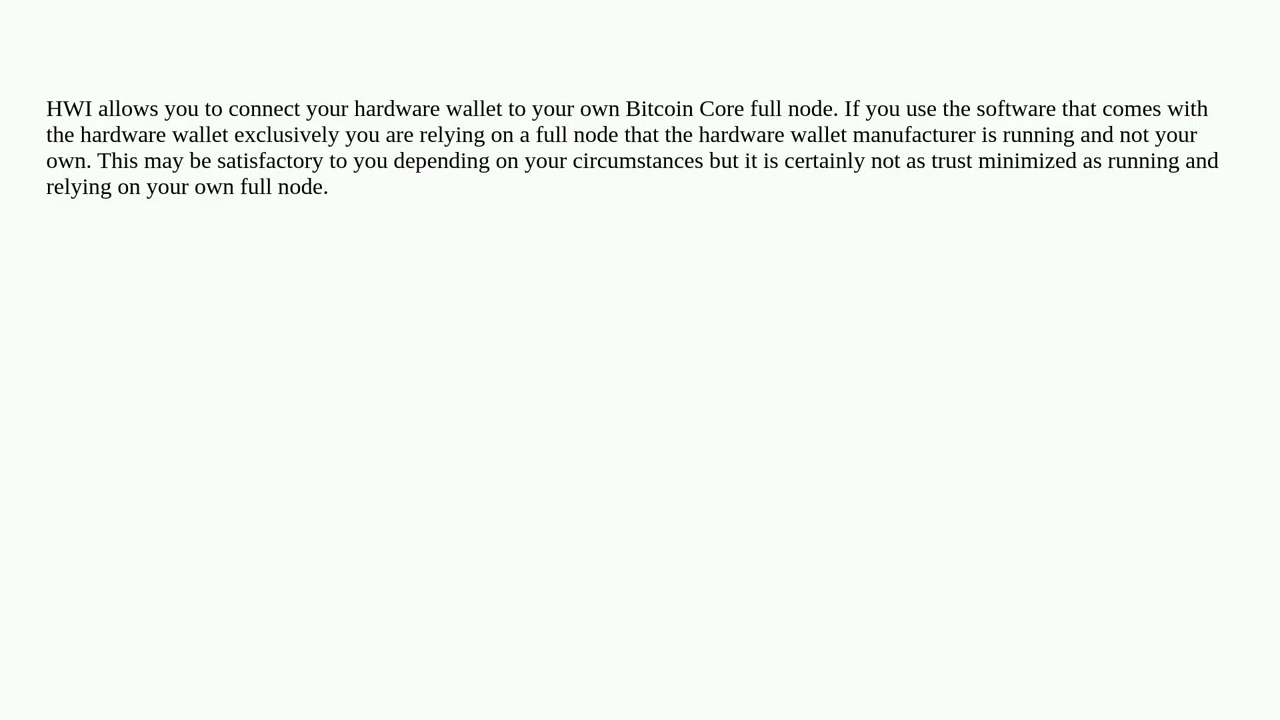 HWI allows you to connect your hardware wallet to your own Bitcoin Core full node. If you use the software that comes with
the hardware wallet exclusively you are relying on a full node that the hardware wallet manufacturer is running and not your
own. This may be satisfactory to you depending on your circumstances but it is certainly not as trust minimized as running and
relying on your own full node.